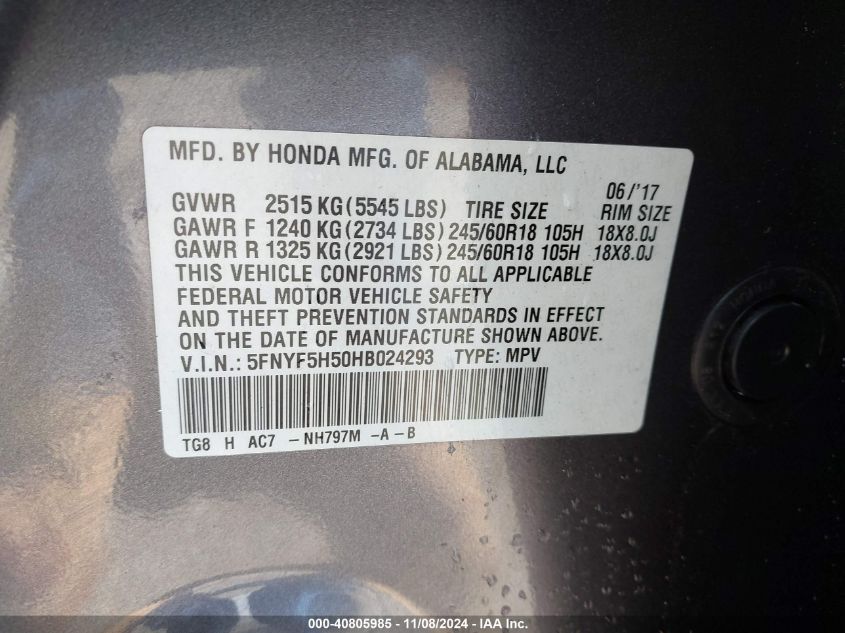 MFD. BY HONDA MFG. OF ALABAMA, LLC
06/'17
GVWR 2515 KG (5545 LBS) TIRE SIZE RIM SIZE
GAWR F 1240 KG (2734 LBS) 245/60R18 105H 18X8.0J
GAWR R 1325 KG (2921 LBS) 245/60R18 105H 18X8.0J
THIS VEHICLE CONFORMS TO ALL APPLICABLE
FEDERAL MOTOR VEHICLE SAFETY
AND THEFT PREVENTION STANDARDS IN EFFECT
ON THE DATE OF MANUFACTURE SHOWN ABOVE.
V.I.N.: 5FNYF5H50HB024293 TYPE: MPV
TG8 H AC7 -NH797M -A-B
000-40805985 - 11/08/2024 - IAA Inc.